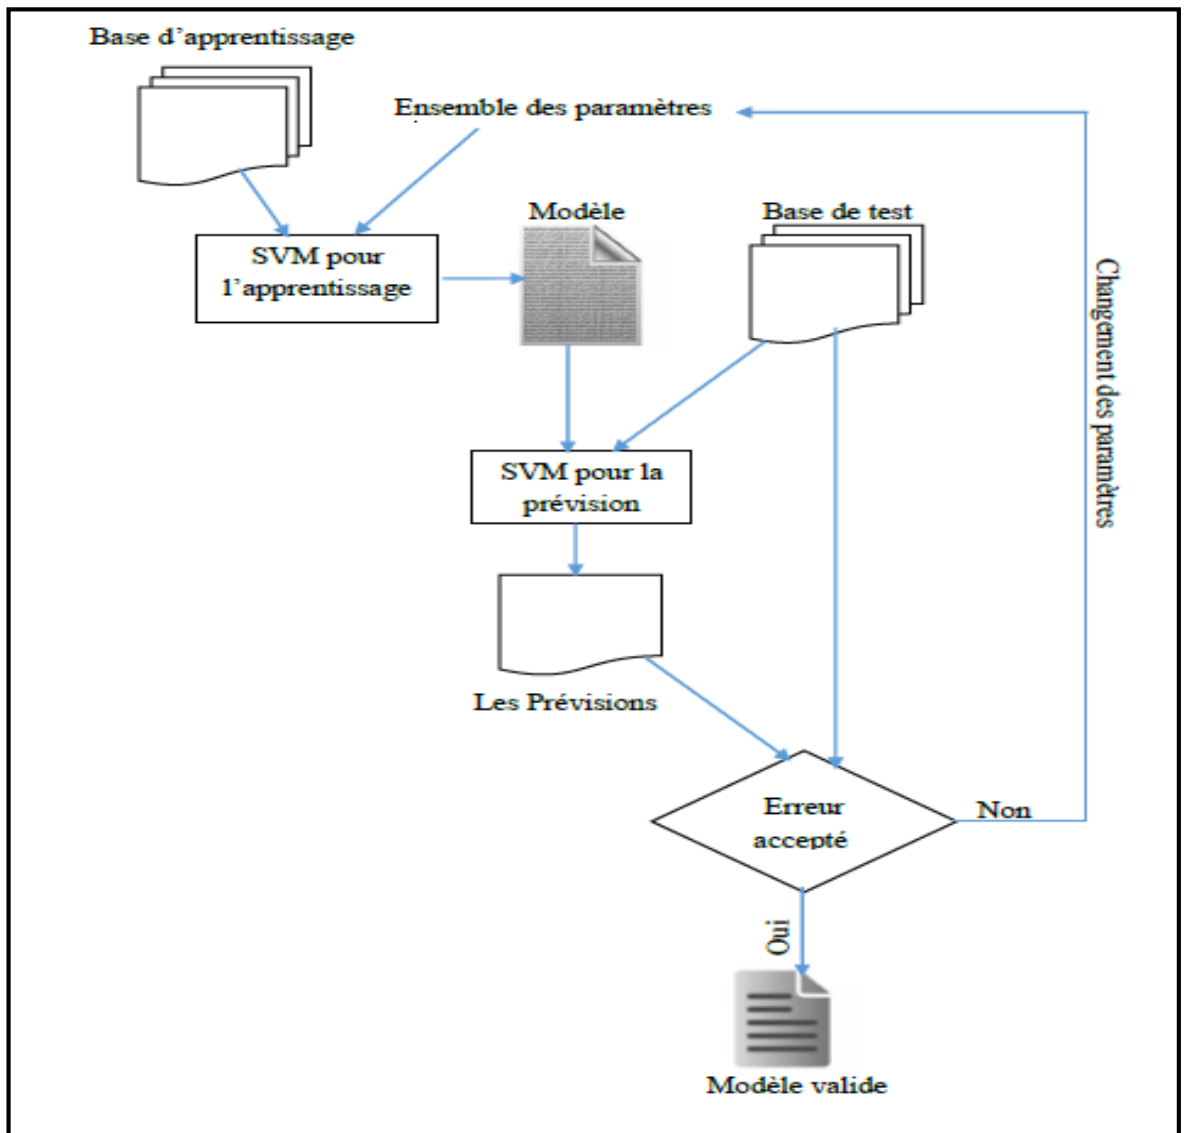 Base d’apprentissage
Ensemble des paramètres
Modèle
Base de test
SVM pour
l’apprentissage
Changement des paramètres
SVM pour la
prévision
Les Prévisions
Erreur
accepté
Non
Oui
Modèle valide